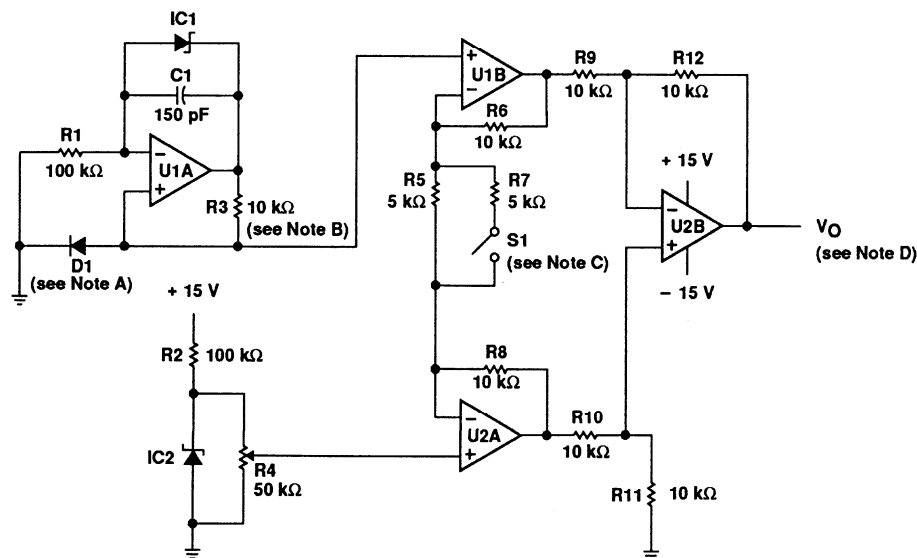 IC1
C1
150 pF
R1
100 kΩ
−
U1A
+
R3
10 kΩ
(see Note B)
D1
(see Note A)
+ 15 V
R2
100 kΩ
IC2
R4
50 kΩ
+
U1B
−
R6
10 kΩ
R5
5 kΩ
R7
5 kΩ
S1
(see Note C)
R8
10 kΩ
−
U2A
+
R9
10 kΩ
R12
10 kΩ
+ 15 V
−
U2B
+
− 15 V
VO
(see Note D)
R10
10 kΩ
R11
10 kΩ